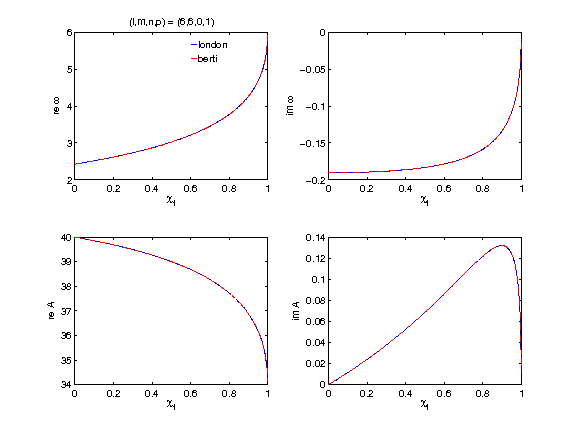 (l,m,n,p) = (6,6,0,1)
6
5
4
3
2
re ω
london
berti
0 0.2 0.4 0.6 0.8 1
χf
0
−0.05
−0.1
−0.15
−0.2
im ω
0 0.2 0.4 0.6 0.8 1
χf
40
39
38
37
36
35
34
re A
0 0.2 0.4 0.6 0.8 1
χf
0.14
0.12
0.1
0.08
0.06
0.04
0.02
0
im A
0 0.2 0.4 0.6 0.8 1
χf